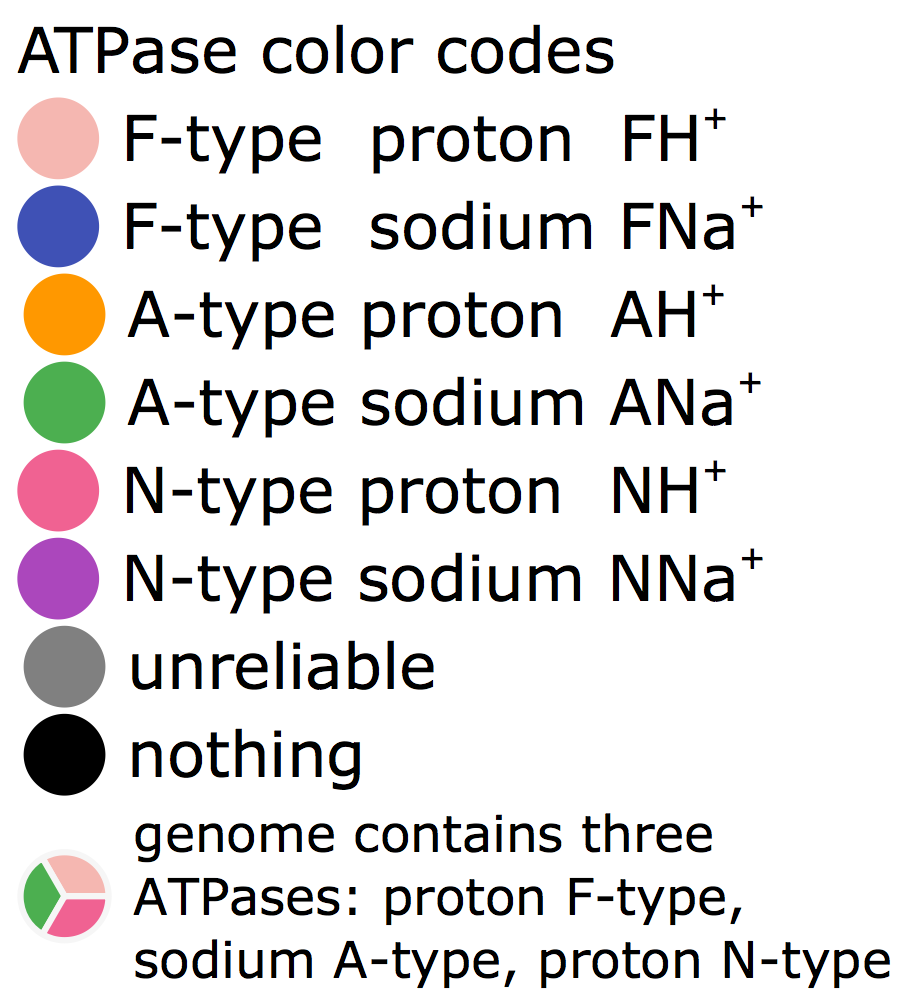 ATPase color codes
F-type proton FH⁺
F-type sodium FNa⁺
A-type proton AH⁺
A-type sodium ANa⁺
N-type proton NH⁺
N-type sodium NNa⁺
unreliable
nothing
genome contains three
ATPases: proton F-type,
sodium A-type, proton N-type